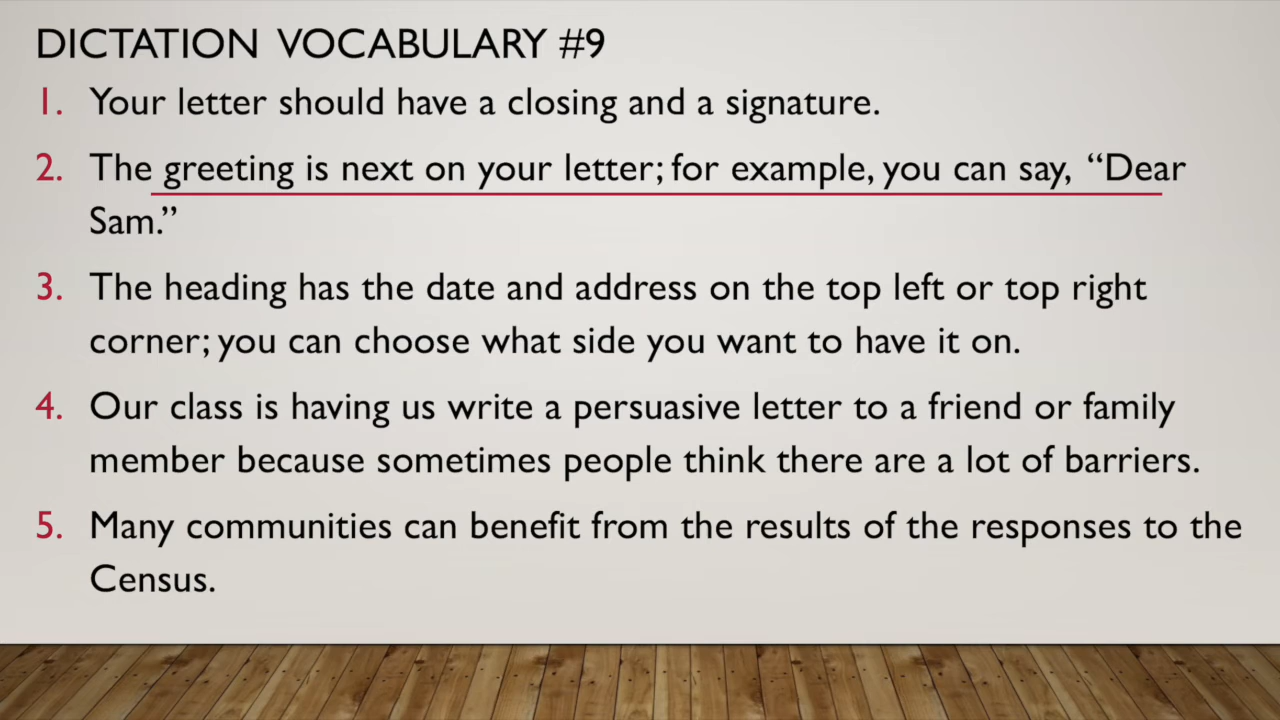 DICTATION VOCABULARY #9
1. Your letter should have a closing and a signature.
2. The greeting is next on your letter; for example, you can say, “Dear
Sam.”
3. The heading has the date and address on the top left or top right
corner; you can choose what side you want to have it on.
4. Our class is having us write a persuasive letter to a friend or family
member because sometimes people think there are a lot of barriers.
5. Many communities can benefit from the results of the responses to the
Census.